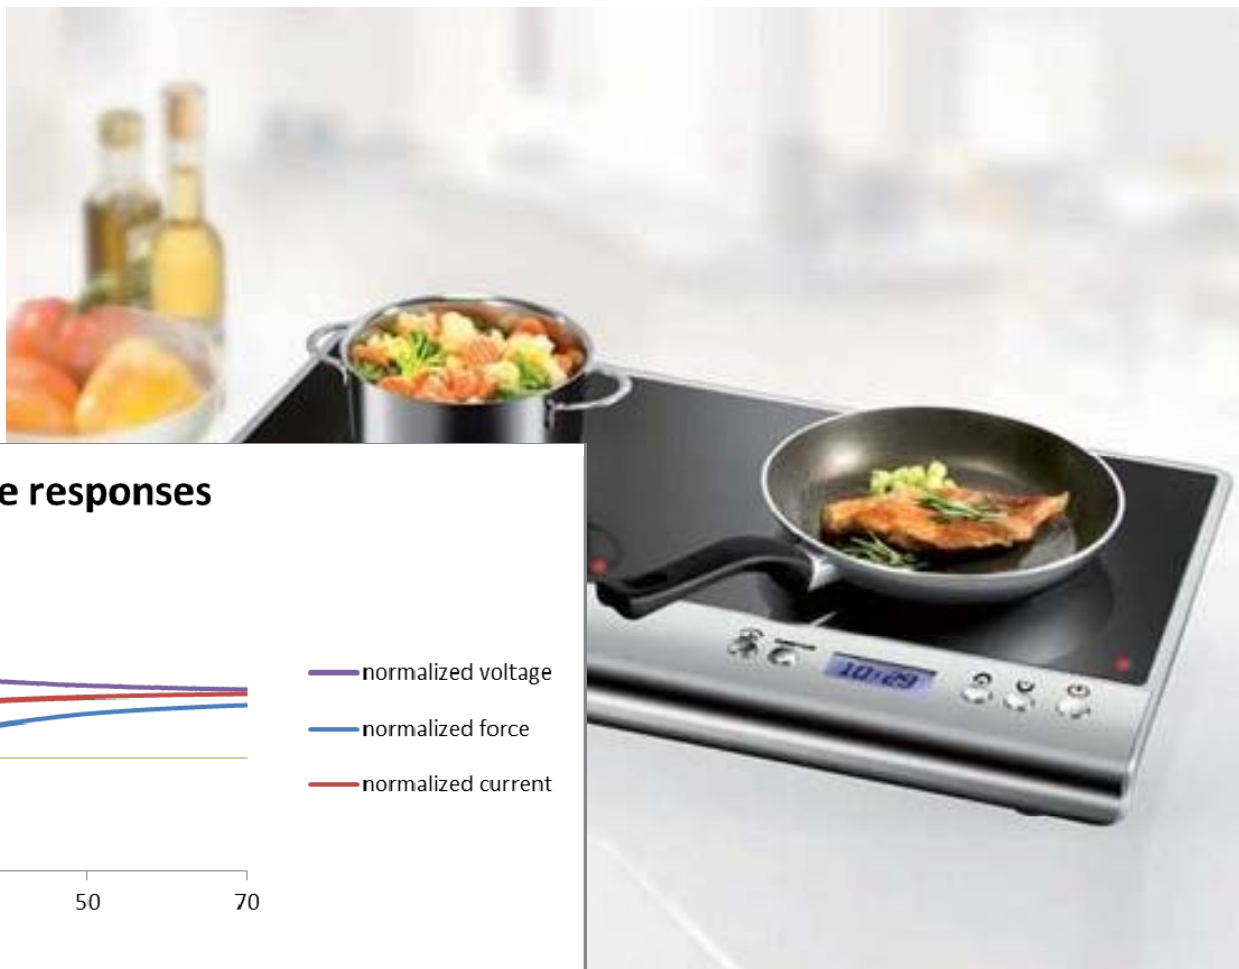 e responses
normalized voltage
normalized force
normalized current
50
70
10:29